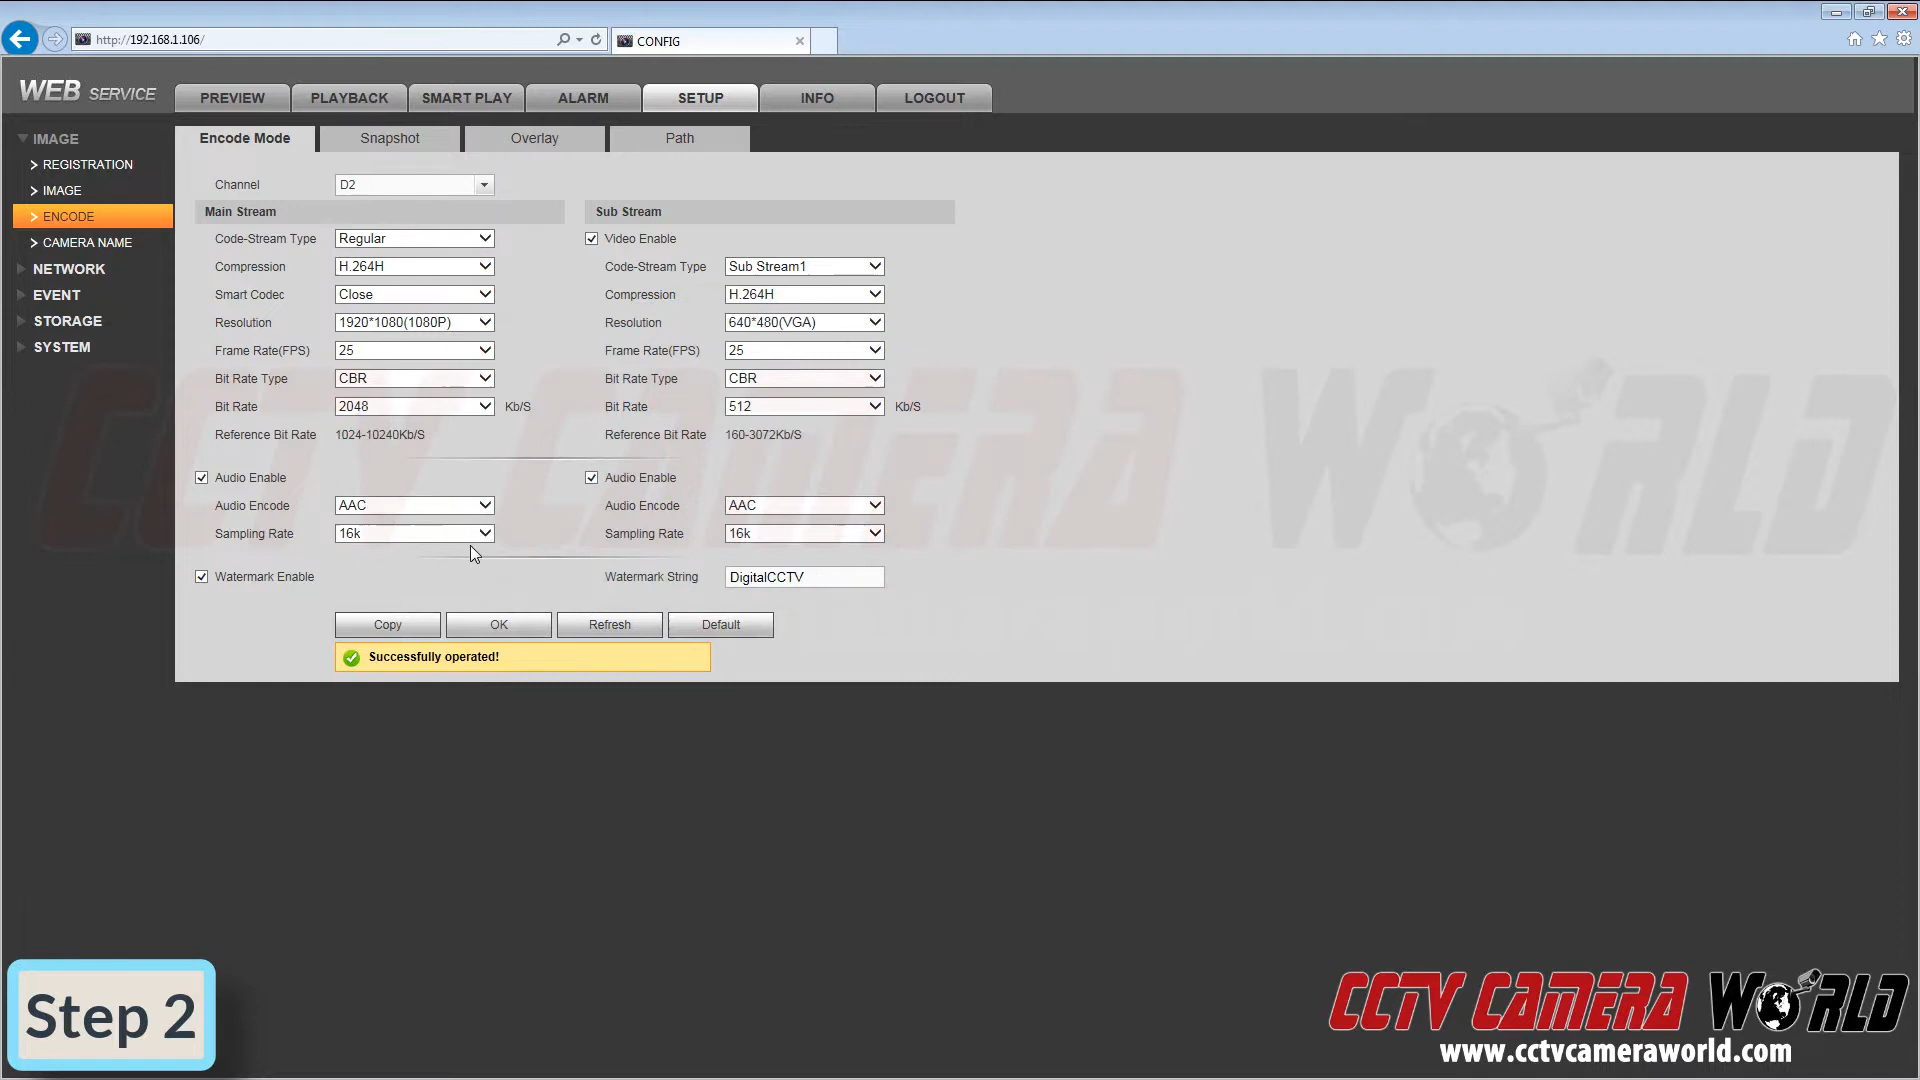 http://192.168.1.106/
CONFIG
WEB SERVICE
PREVIEW PLAYBACK SMART PLAY ALARM SETUP INFO LOGOUT
IMAGE
REGISTRATION
IMAGE
ENCODE
CAMERA NAME
NETWORK
EVENT
STORAGE
SYSTEM
Encode Mode Snapshot Overlay Path
Channel D2
Main Stream
Code-Stream Type Regular
Compression H.264H
Smart Codec Close
Resolution 1920*1080(1080P)
Frame Rate(FPS) 25
Bit Rate Type CBR
Bit Rate 2048 Kb/S
Reference Bit Rate 1024-10240Kb/S
Audio Enable
Audio Encode AAC
Sampling Rate 16k
Watermark Enable
Sub Stream
Video Enable
Code-Stream Type Sub Stream1
Compression H.264H
Resolution 640*480(VGA)
Frame Rate(FPS) 25
Bit Rate Type CBR
Bit Rate 512 Kb/S
Reference Bit Rate 160-3072Kb/S
Audio Enable
Audio Encode AAC
Sampling Rate 16k
Watermark String DigitalCCTV
Copy OK Refresh Default
Successfully operated!
CCTV CAMERA WORLD
Step 2
CCTV CAMERA WORLD
www.cctvcameraworld.com